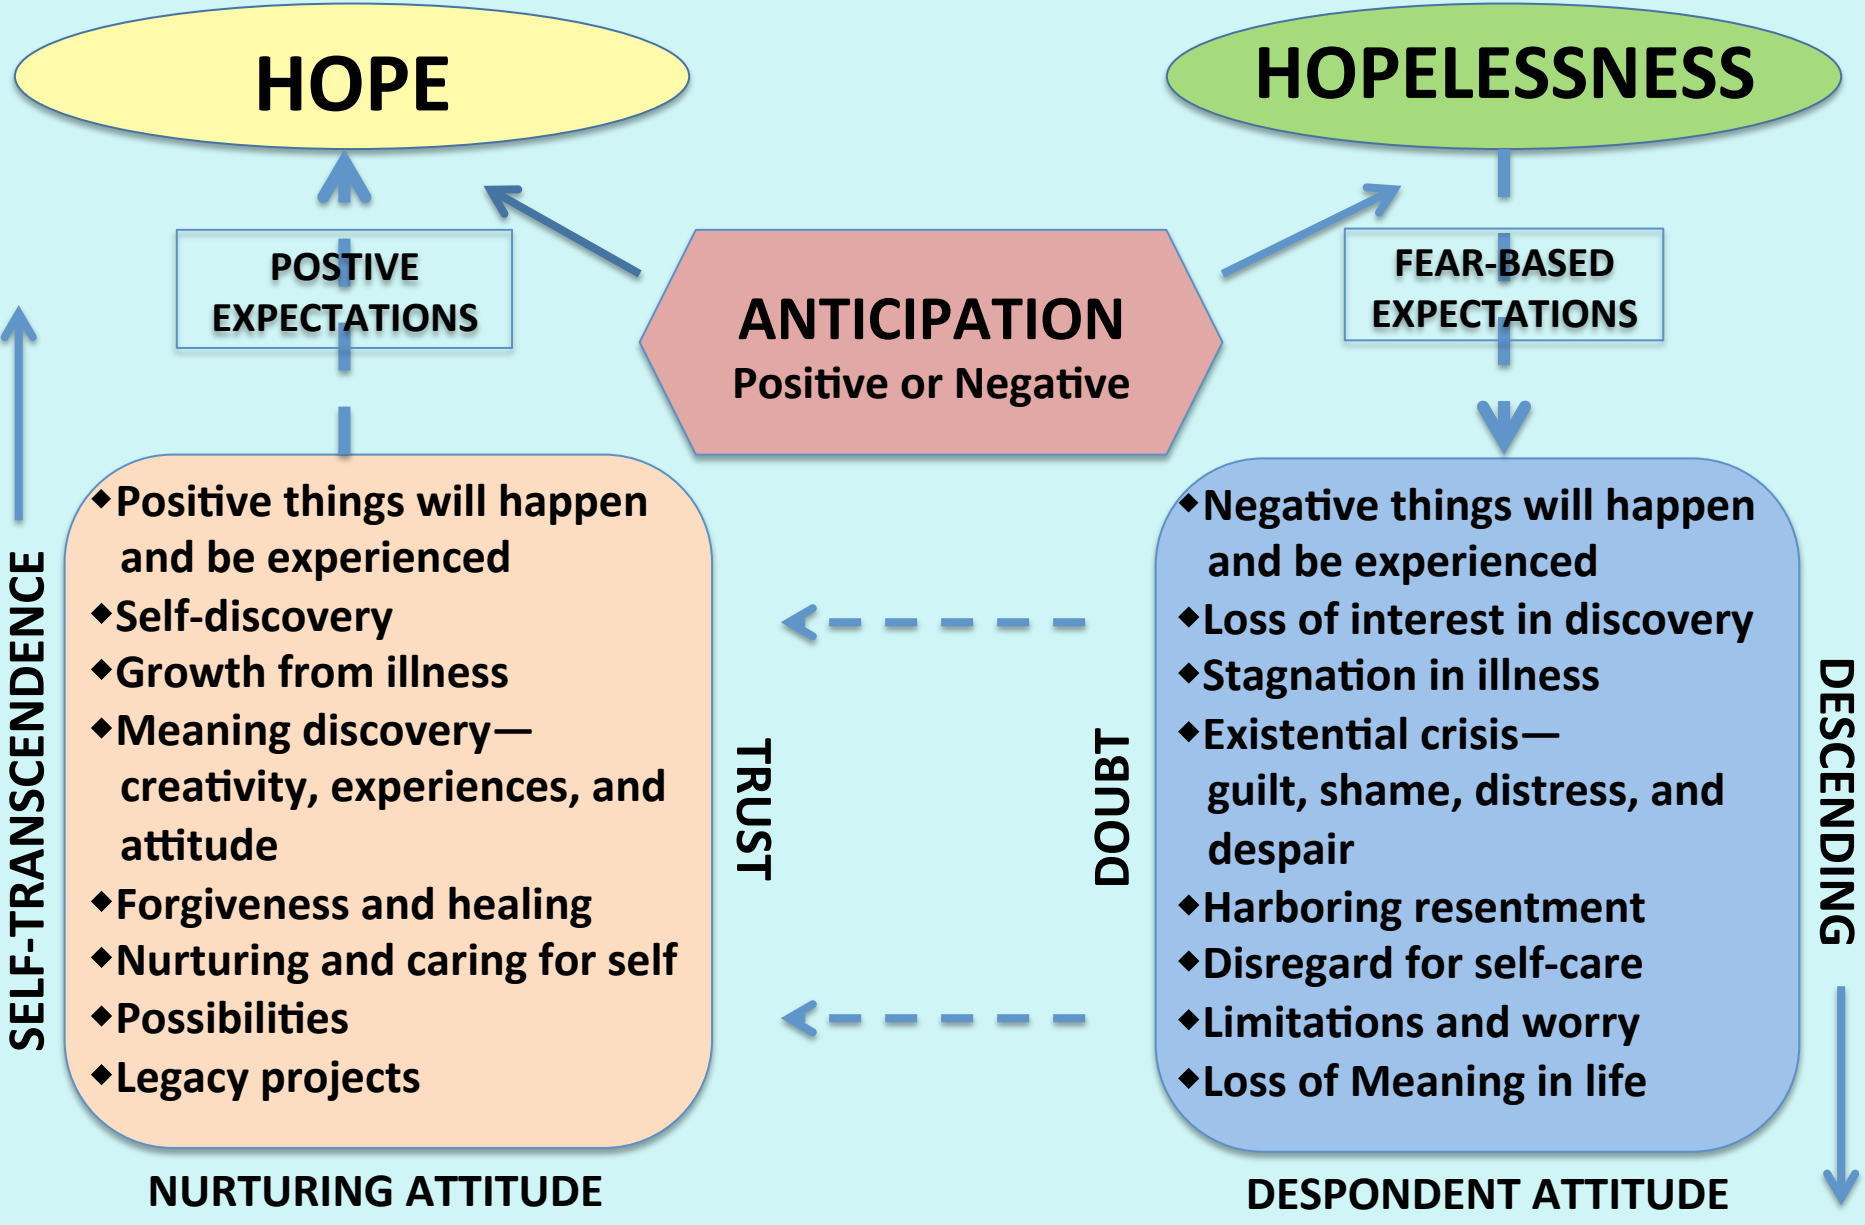 HOPE
HOPELESSNESS
POSTIVE
EXPECTATIONS
ANTICIPATION
Positive or Negative
FEAR-BASED
EXPECTATIONS
SELF-TRANSCENDENCE
◆Positive things will happen
and be experienced
◆Self-discovery
◆Growth from illness
◆Meaning discovery—
creativity, experiences, and
attitude
◆Forgiveness and healing
◆Nurturing and caring for self
◆Possibilities
◆Legacy projects
NURTURING ATTITUDE
TRUST
DOUBT
◆Negative things will happen
and be experienced
◆Loss of interest in discovery
◆Stagnation in illness
◆Existential crisis—
guilt, shame, distress, and
despair
◆Harboring resentment
◆Disregard for self-care
◆Limitations and worry
◆Loss of Meaning in life
DESPONDENT ATTITUDE
DESCENDING